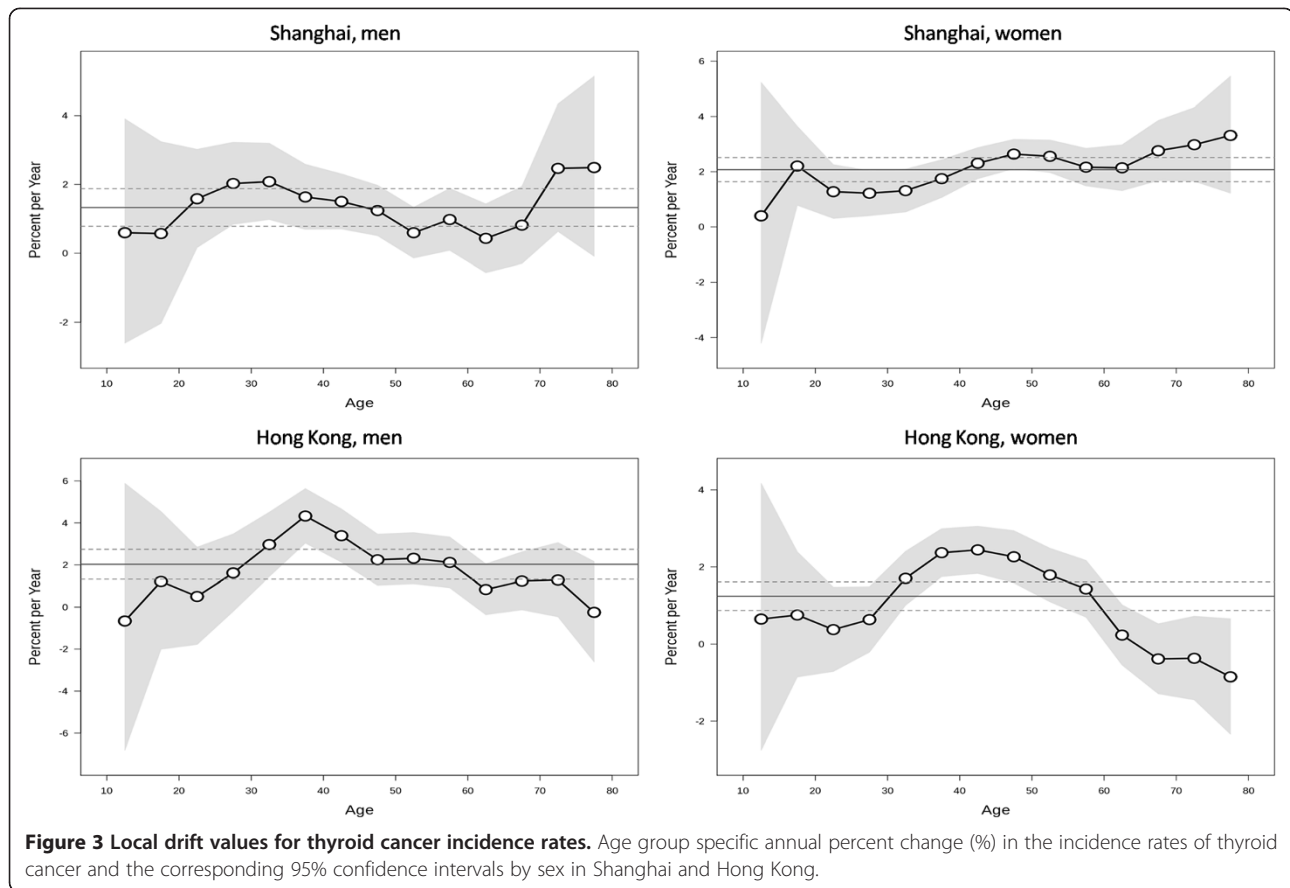 Shanghai, men
Shanghai, women
Percent per Year
4
2
0
-2
10 20 30 40 50 60 70 80
Age
Percent per Year
6
4
2
0
-2
-4
10 20 30 40 50 60 70 80
Age
Hong Kong, men
Hong Kong, women
Percent per Year
6
4
2
0
-2
-4
-6
10 20 30 40 50 60 70 80
Age
Percent per Year
4
2
0
-2
10 20 30 40 50 60 70 80
Age
Figure 3 Local drift values for thyroid cancer incidence rates. Age group specific annual percent change (%) in the incidence rates of thyroid
cancer and the corresponding 95% confidence intervals by sex in Shanghai and Hong Kong.